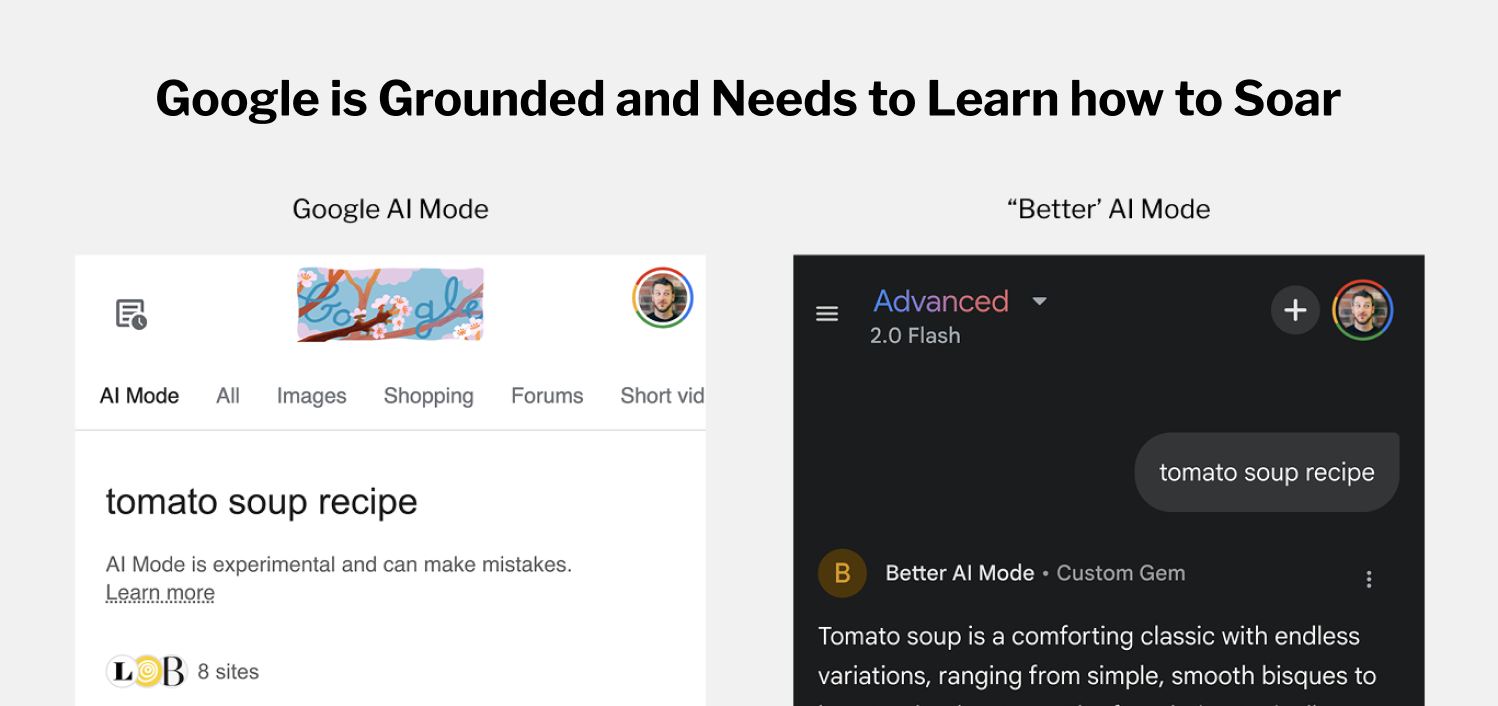 Google is Grounded and Needs to Learn how to Soar
Google AI Mode
Google
AI Mode All Images Shopping Forums Short vid
tomato soup recipe
AI Mode is experimental and can make mistakes.
Learn more
L B 8 sites
“Better’ AI Mode
Advanced
2.0 Flash
tomato soup recipe
B Better AI Mode • Custom Gem
Tomato soup is a comforting classic with endless
variations, ranging from simple, smooth bisques to